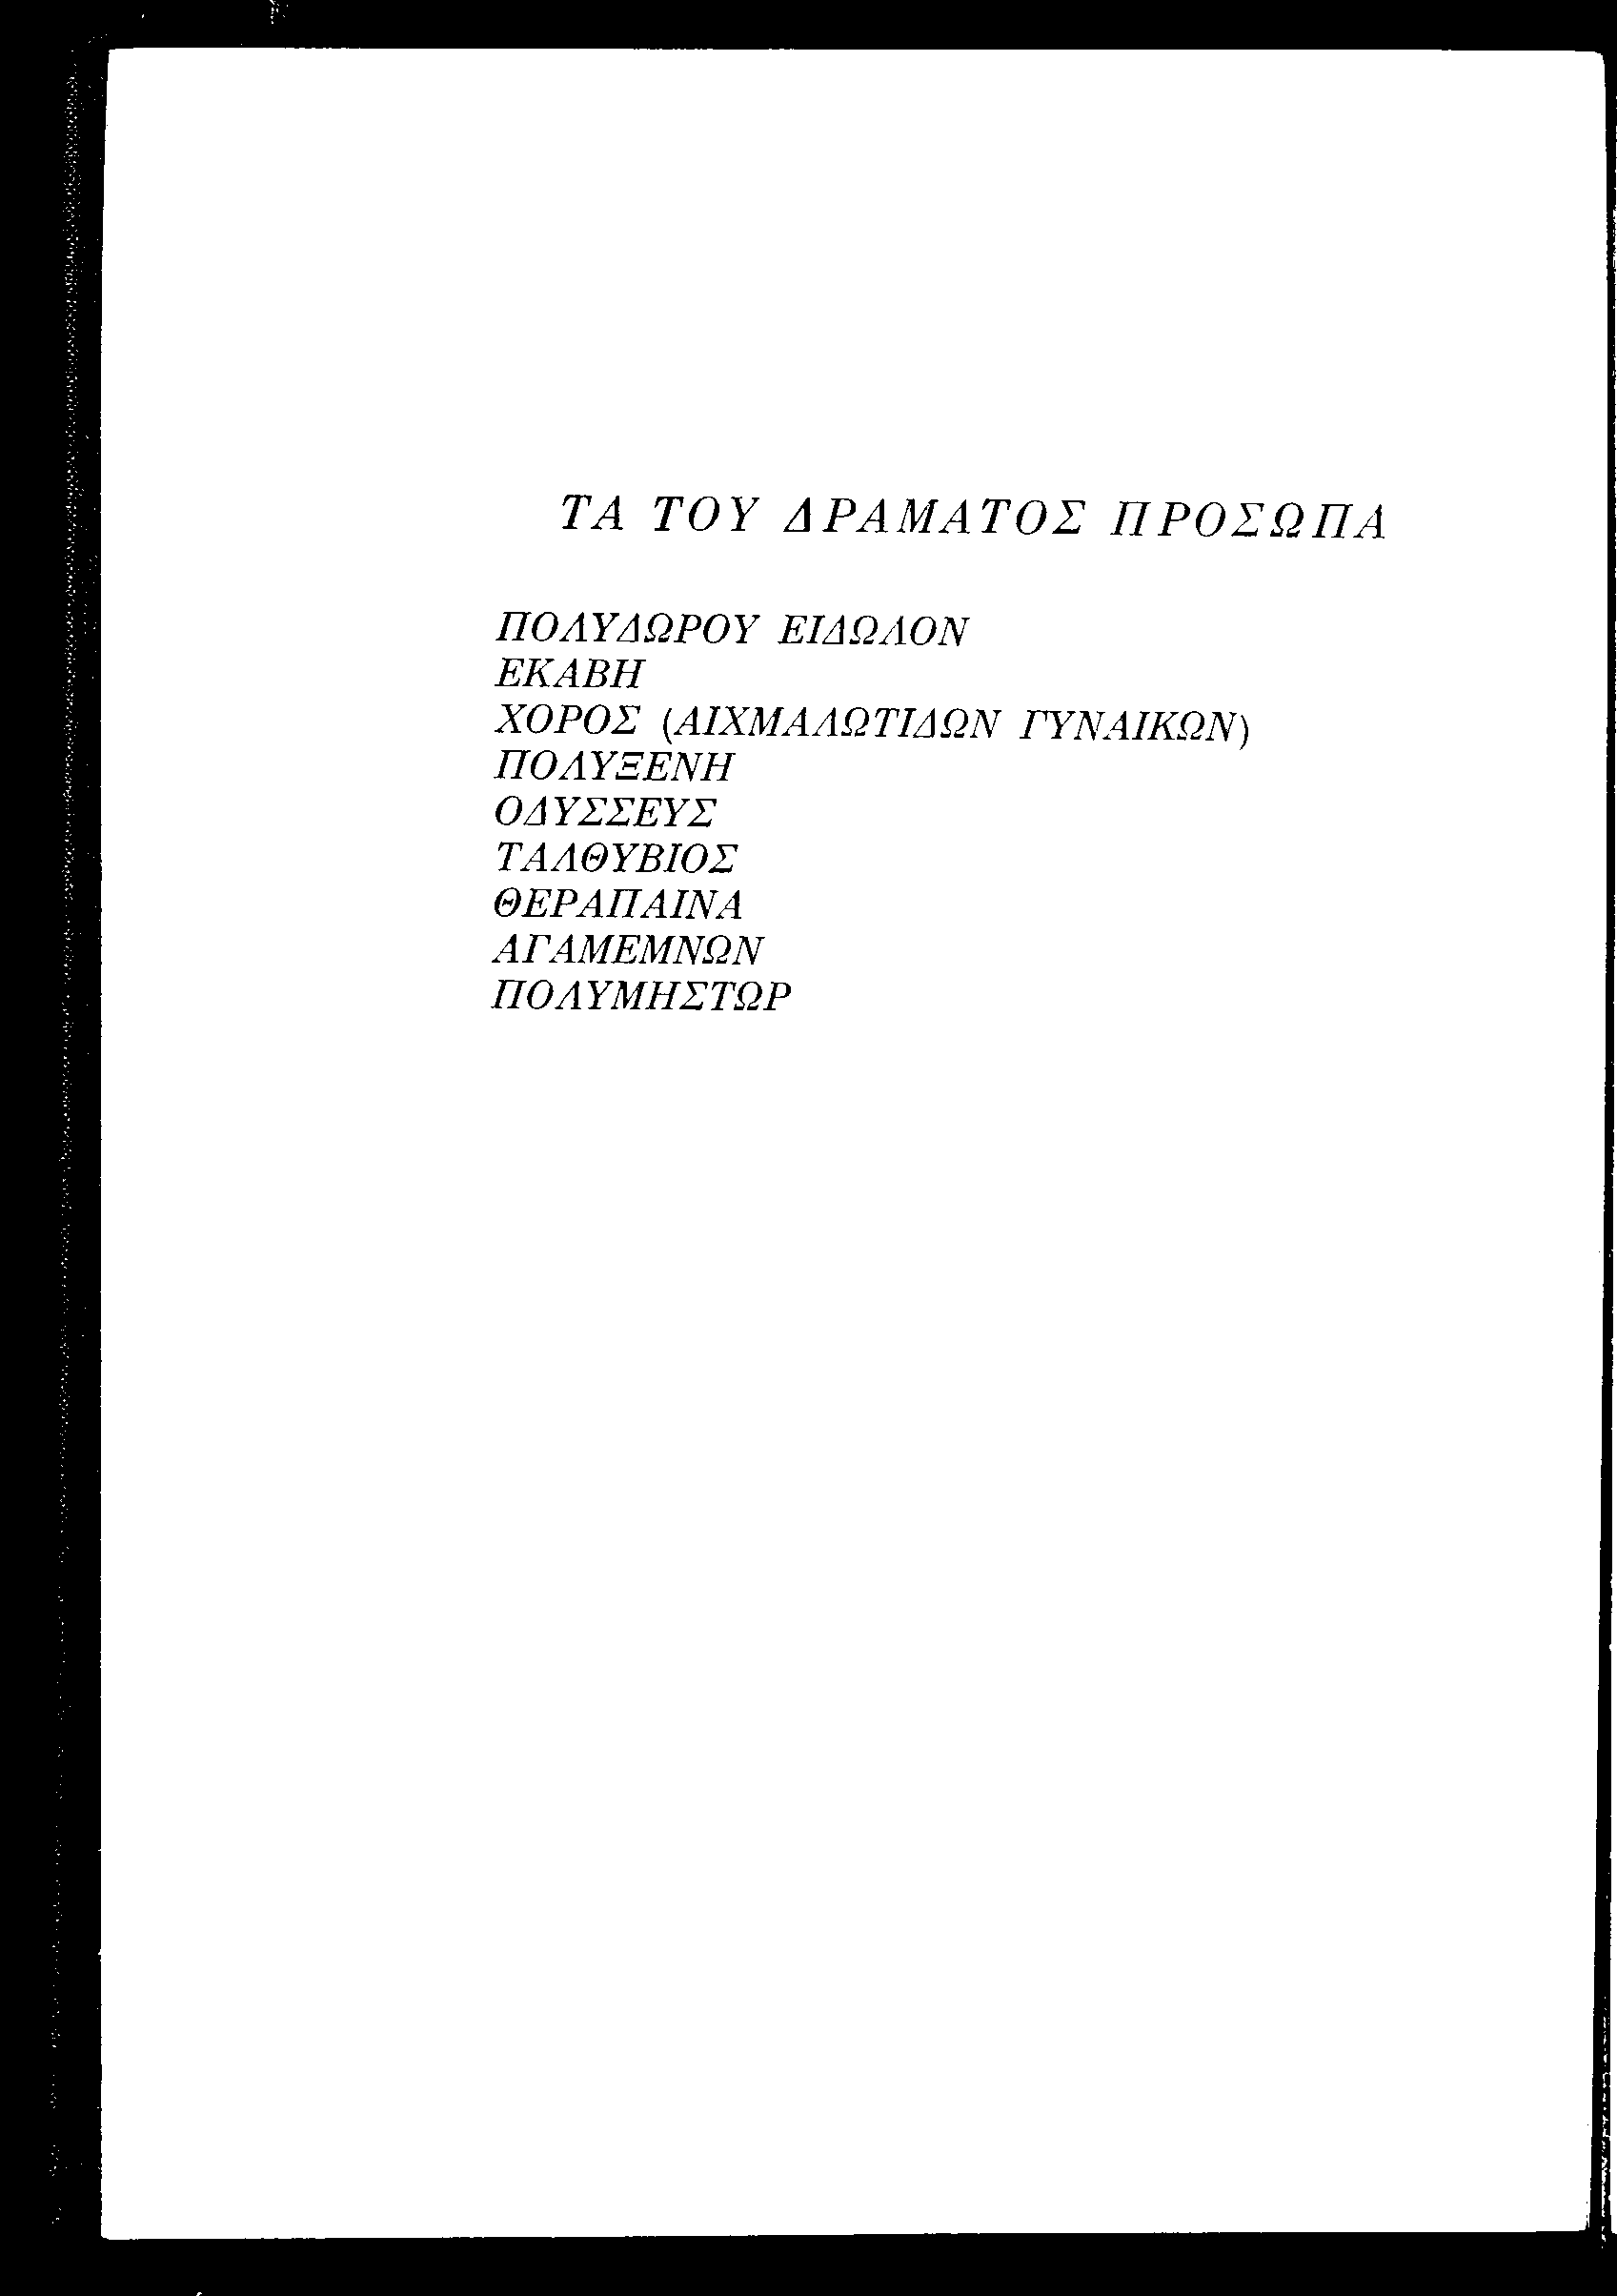 ΤΑ ΤΟΥ ΔΡΑΜΑΤΟΣ ΠΡΟΣΩΠΑ
ΠΟΛΥΔΩΡΟΥ ΕΙΔΩΛΟΝ
ΕΚΑΒΗ
ΧΟΡΟΣ (ΑΙΧΜΑΛΩΤΙΔΩΝ ΓΥΝΑΙΚΩΝ)
ΠΟΛΥΞΕΝΗ
ΟΔΥΣΣΕΥΣ
ΤΑΛΘΥΒΙΟΣ
ΘΕΡΑΠΑΙΝΑ
ΑΓΑΜΕΜΝΩΝ
ΠΟΛΥΜΗΣΤΩΡ